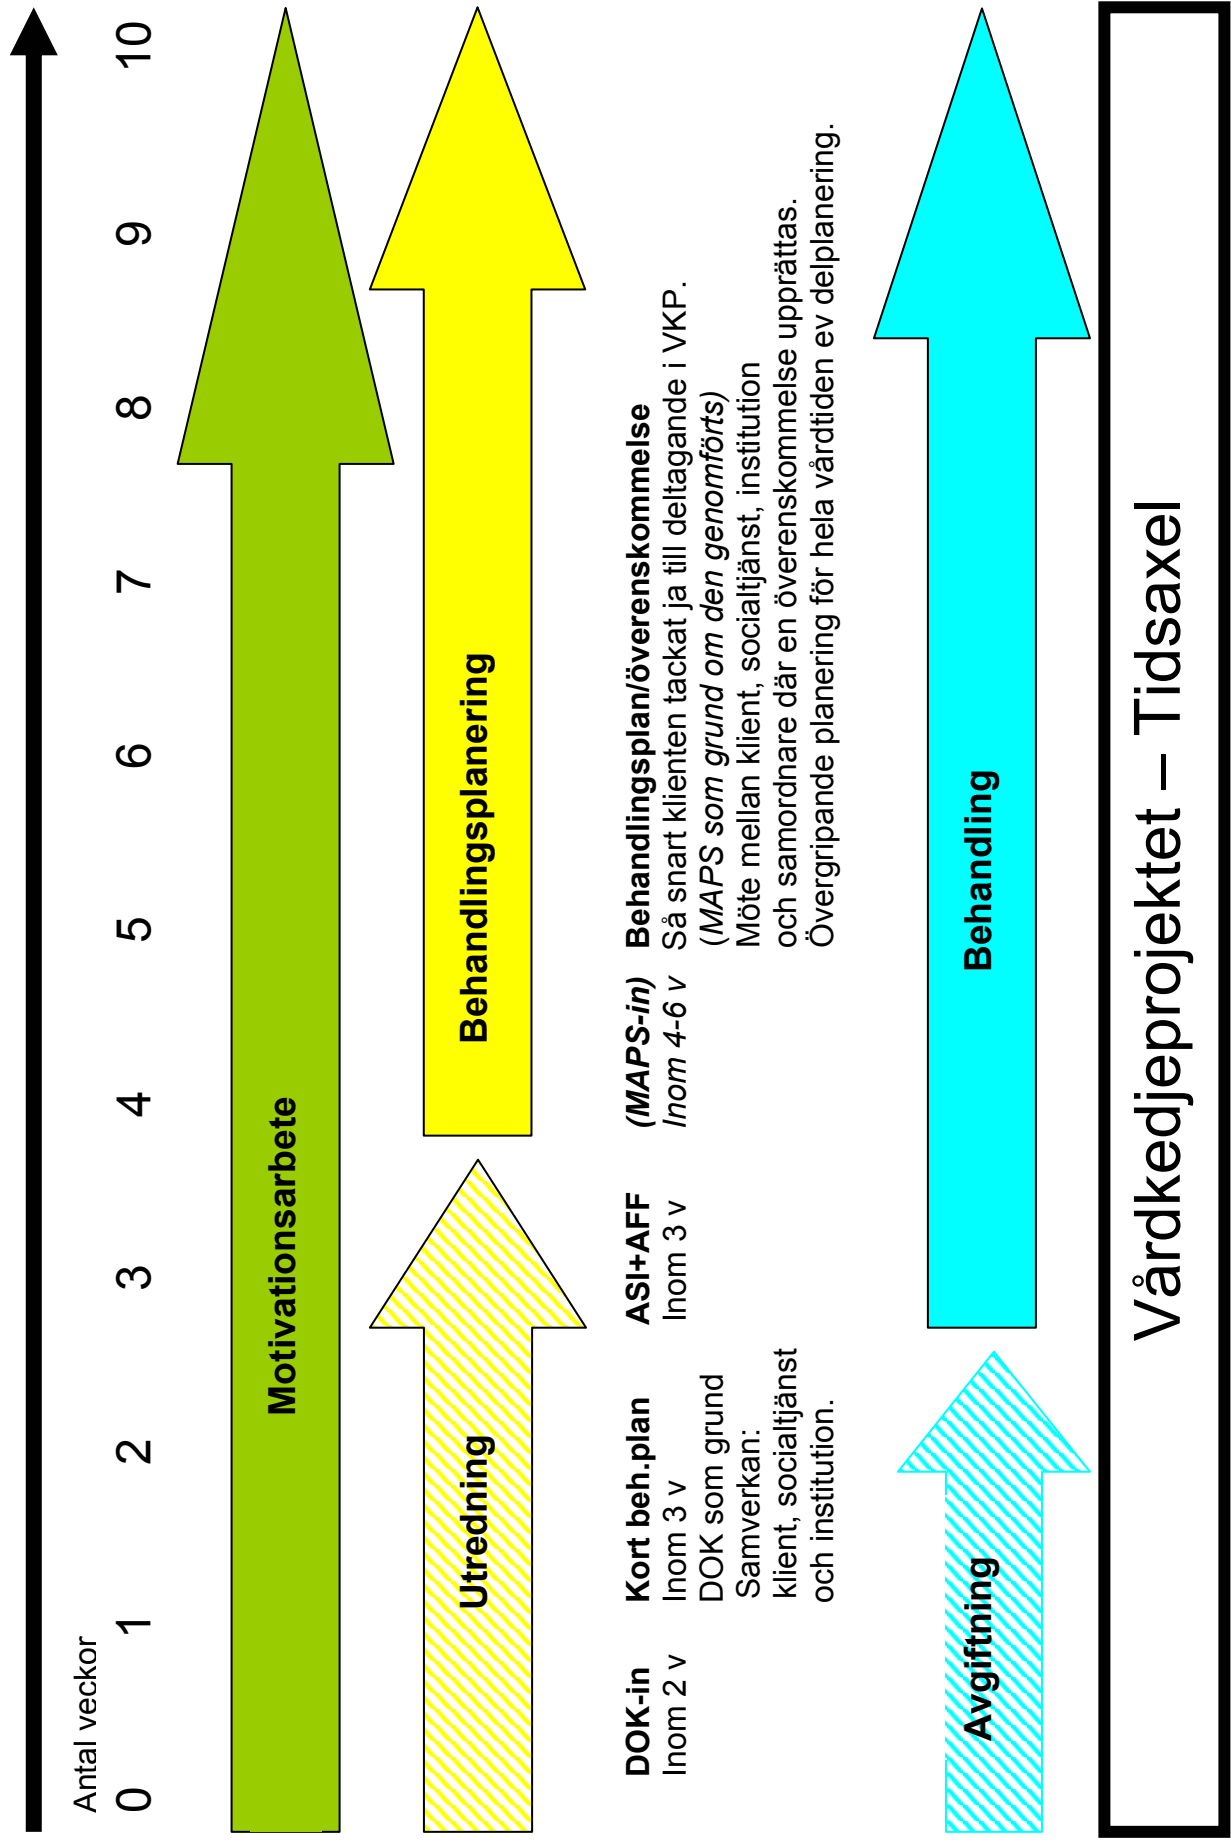 Antal veckor
0 1 2 3 4 5 6 7 8 9 10
Motivationsarbete
Utredning
Behandlingsplanering
DOK-in
Inom 2 v
Kort beh.plan
Inom 3 v
DOK som grund
Samverkan:
klient, socialtjänst
och institution.
ASI+AFF
Inom 3 v
(MAPS-in)
Inom 4-6 v
Behandlingsplan/överenskommelse
Så snart klienten tackat ja till deltagande i VKP.
(MAPS som grund om den genomförts)
Möte mellan klient, socialtjänst, institution
och samordnare där en överenskommelse upprättas.
Övergripande planering för hela vårdtiden ev delplanering.
Avgiftning
Behandling
Vårdkedjeprojektet – Tidsaxel